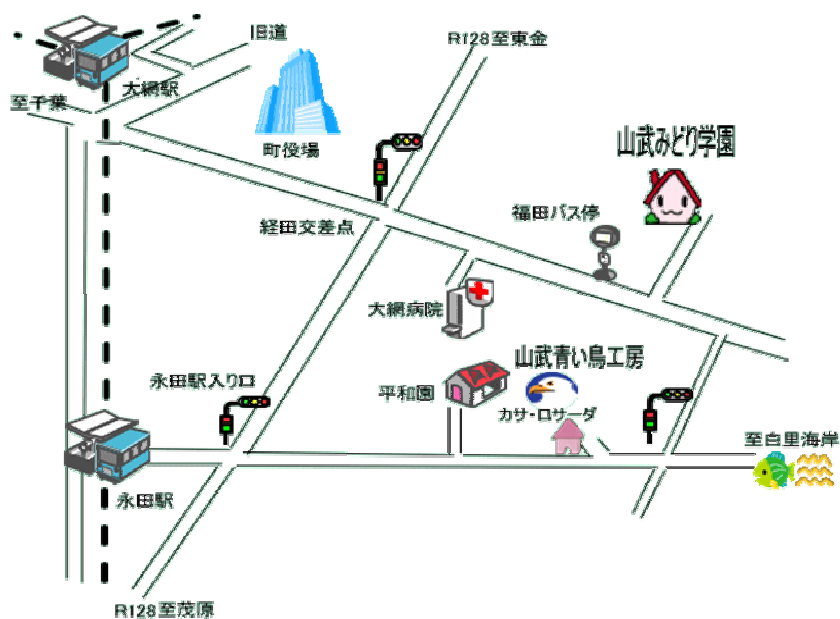 旧道
R128至東金
大網駅
至千葉
町役場
山武みどり学園
福田バス停
経田交差点
大網病院
山武青い鳥工房
永田駅入り口
平和園
カサ・ロサーダ
至白里海岸
永田駅
R128至茂原